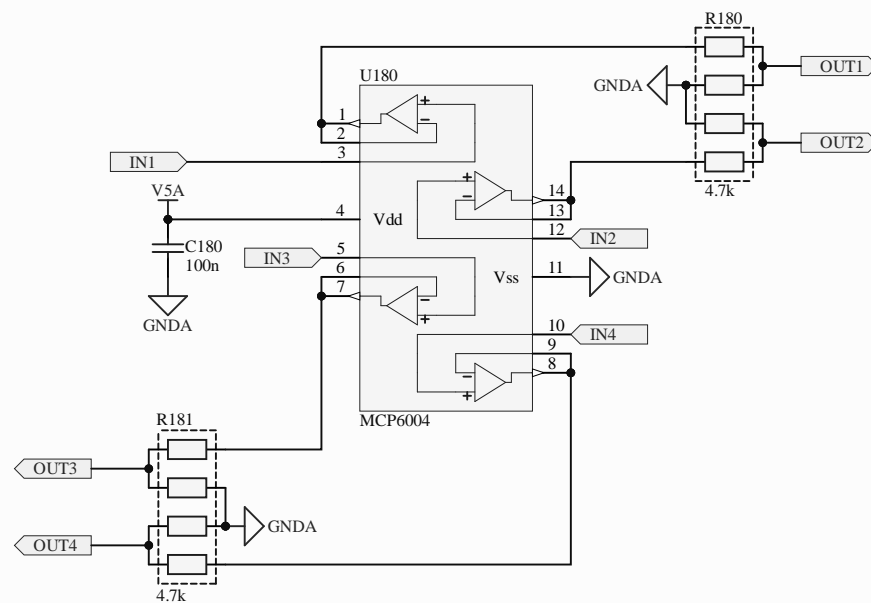 R180
OUT1
GNDA
OUT2
4.7k
U180
1
2
3
IN1
+
−
14
13
12
+
−
IN2
V5A
4
Vdd
C180
100n
GNDA
IN3
5
6
7
−
+
Vss
11
GNDA
10
9
8
IN4
−
+
MCP6004
R181
OUT3
GNDA
OUT4
4.7k